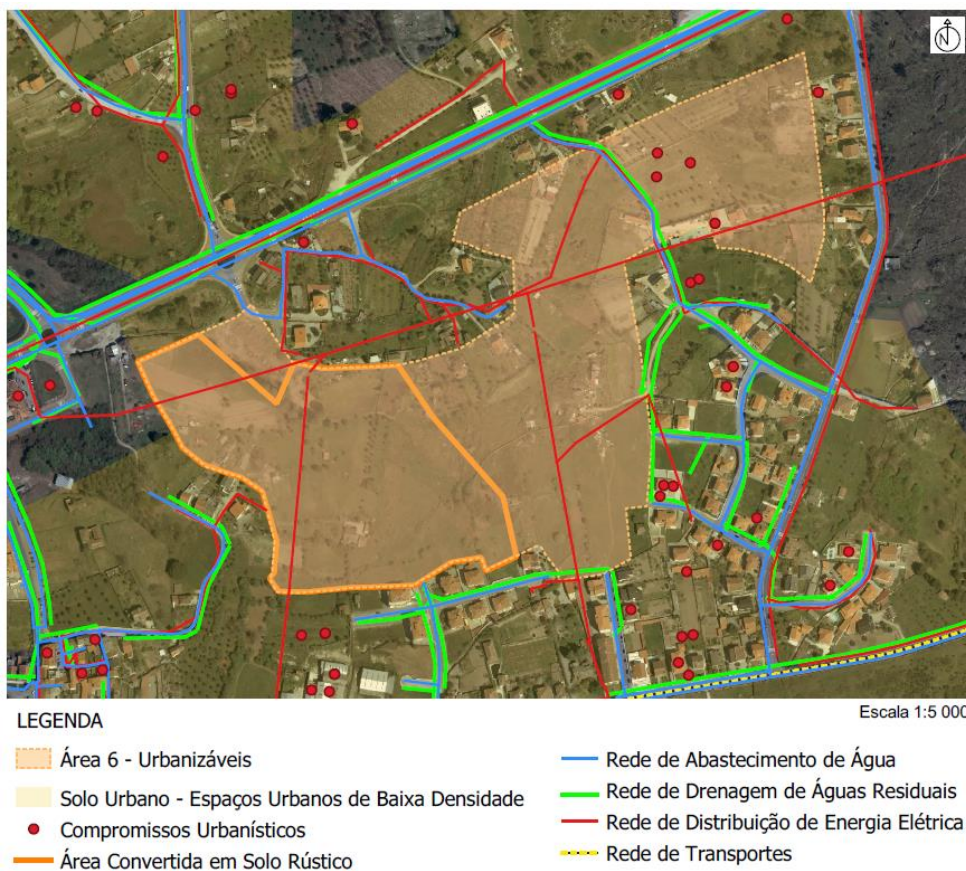 N
Escala 1:5 000
LEGENDA
Área 6 - Urbanizáveis
Solo Urbano - Espaços Urbanos de Baixa Densidade
Compromissos Urbanísticos
Área Convertida em Solo Rústico
Rede de Abastecimento de Água
Rede de Drenagem de Águas Residuais
Rede de Distribuição de Energia Elétrica
Rede de Transportes